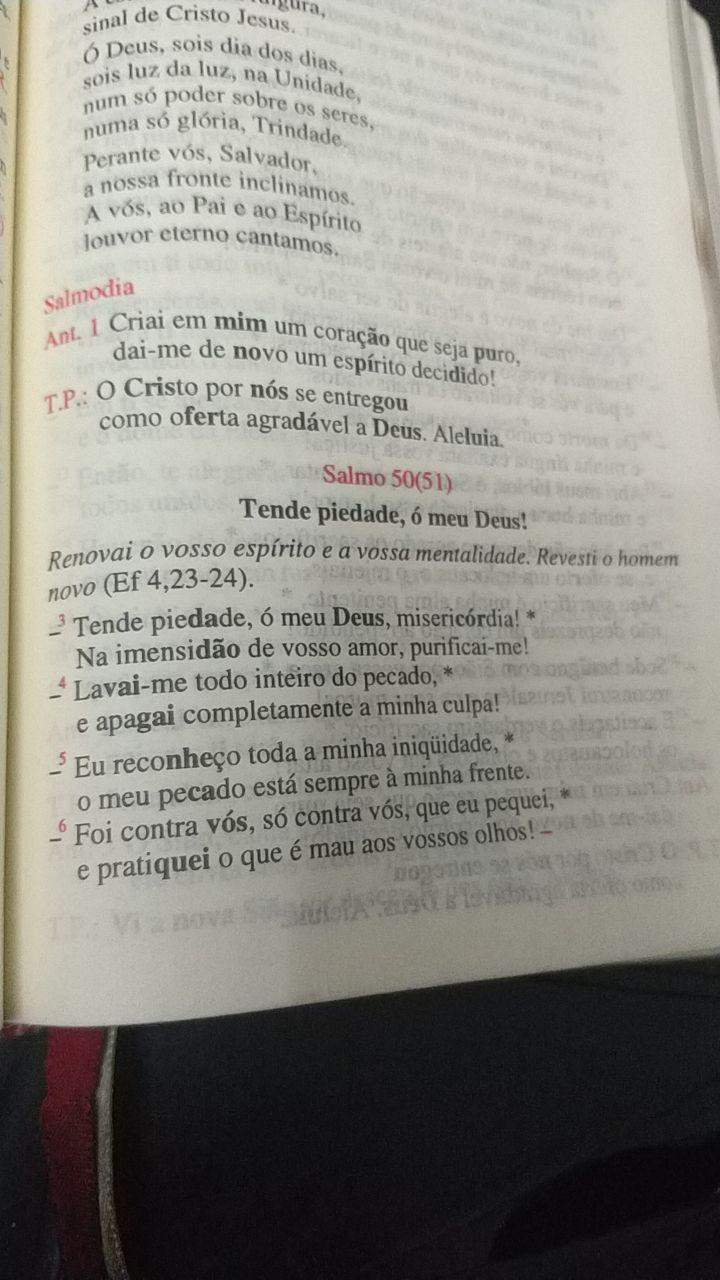 sinal de Cristo Jesus.
Ó Deus, sois dia dos dias,
sois luz da luz, na Unidade,
num só poder sobre os seres,
numa só glória, Trindade.
Perante vós, Salvador,
a nossa fronte inclinamos.
A vós, ao Pai e ao Espírito
louvor eterno cantamos.
Salmodia
Ant. 1 Criai em mim um coração que seja puro,
dai-me de novo um espírito decidido!
T.P.: O Cristo por nós se entregou
como oferta agradável a Deus. Aleluia.
Salmo 50(51)
Tende piedade, ó meu Deus!
Renovai o vosso espírito e a vossa mentalidade. Revesti o homem
novo (Ef 4,23-24).
–3 Tende piedade, ó meu Deus, misericórdia! *
Na imensidão de vosso amor, purificai-me!
–4 Lavai-me todo inteiro do pecado, *
e apagai completamente a minha culpa!
–5 Eu reconheço toda a minha iniqüidade, *
o meu pecado está sempre à minha frente.
–6 Foi contra vós, só contra vós, que eu pequei, *
e pratiquei o que é mau aos vossos olhos! –